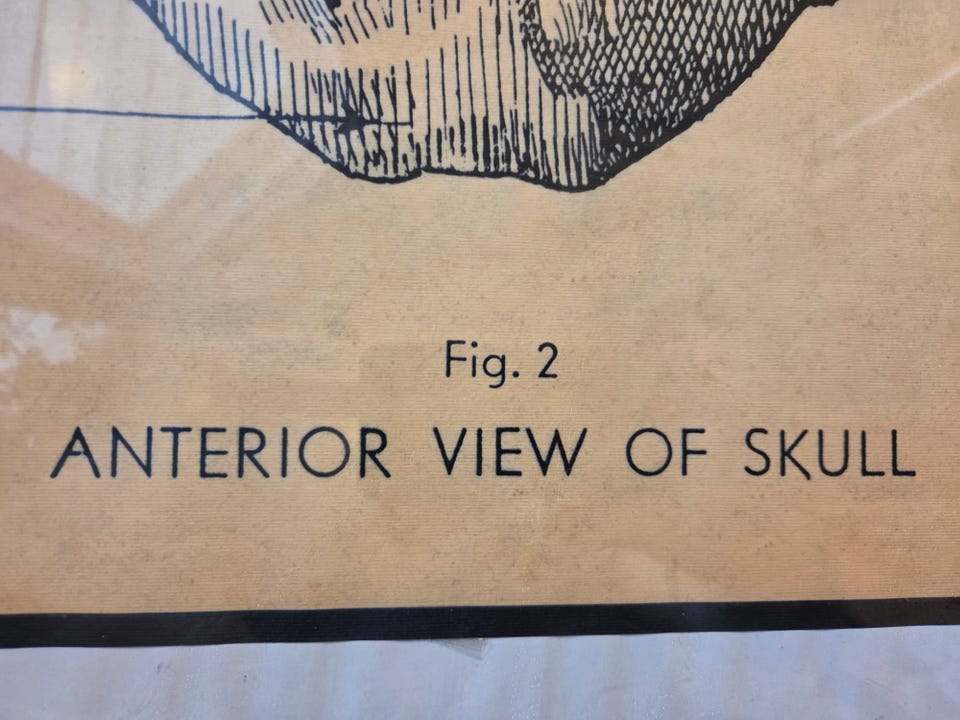 Fig. 2
ANTERIOR VIEW OF SKULL